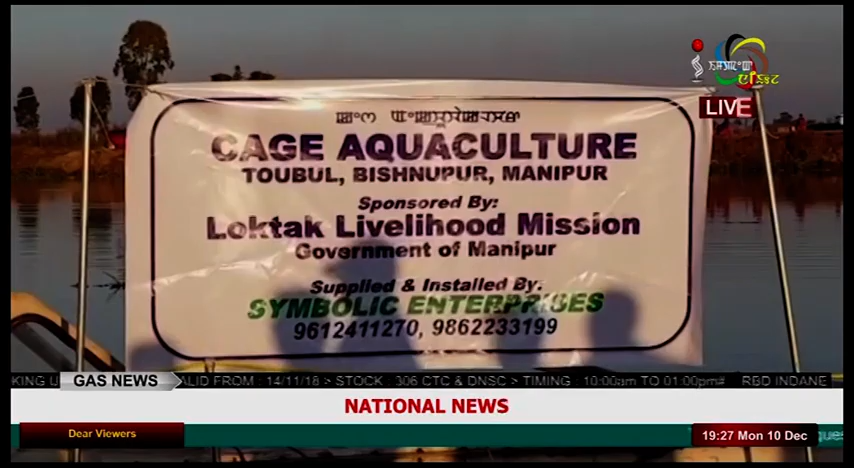 LIVE
CAGE AQUACULTURE
TOUBUL, BISHNUPUR, MANIPUR
Sponsored By:
Loktak Livelihood Mission
Government of Manipur
Supplied & Installed By:
SYMBOLIC ENTERPRISES
9612411270, 9862233199
GAS NEWS ALID FROM : 14/11/18 > STOCK : 306 CTC & DNSC > TIMING : 10:00am TO 01:00pm# RBD INDANE
NATIONAL NEWS
Dear Viewers
19:27 Mon 10 Dec